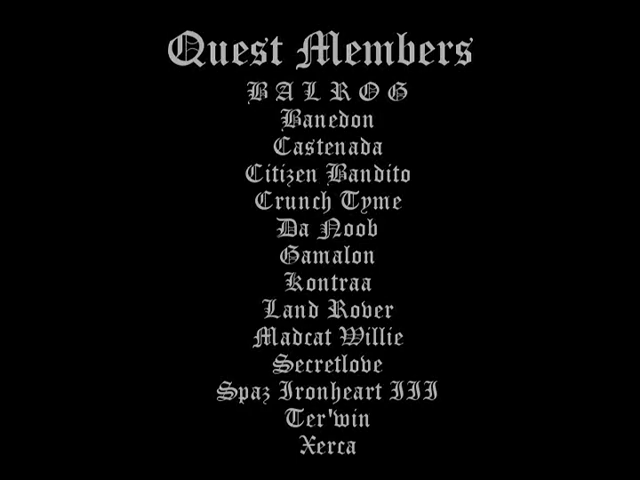 Quest Members
B A L R O G
Banedon
Castenada
Citizen Bandito
Crunch Tyme
Da Noob
Gamalon
Kontraa
Land Rover
Madcat Willie
Secretlove
Spaz Ironheart III
Ter'win
Xerca